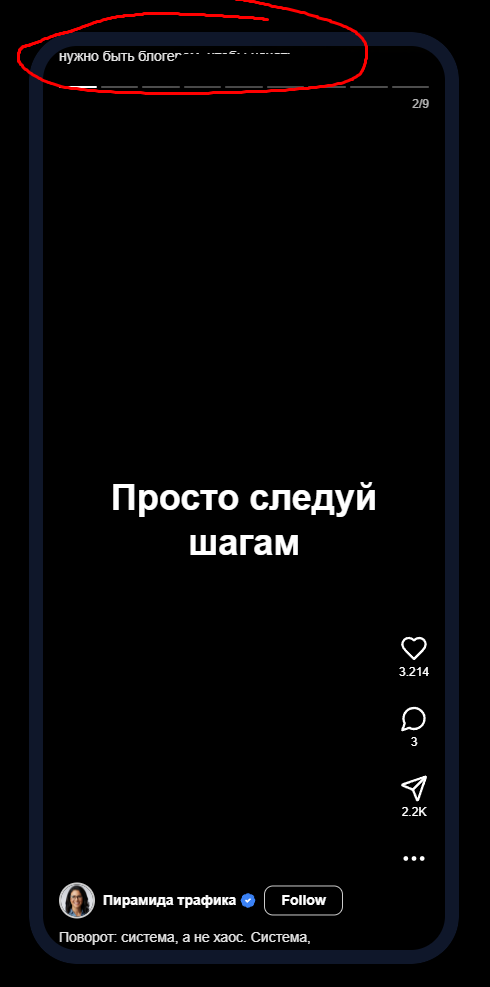 нужно быть блогером, чтобы
2/9
Просто следуй
шагам
3.214
3
2.2K
Пирамида трафика
Follow
Поворот: система, а не хаос. Система,